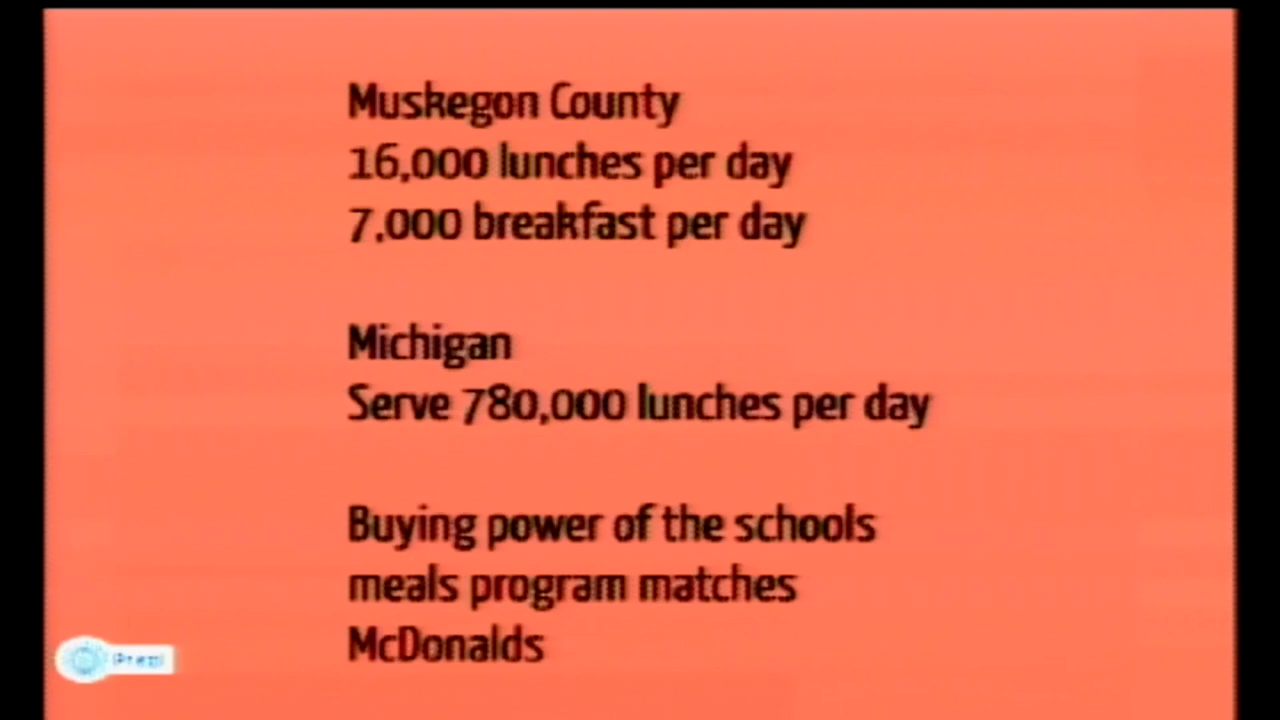 Muskegon County
16,000 lunches per day
7,000 breakfast per day
Michigan
Serve 780,000 lunches per day
Buying power of the schools
meals program matches
McDonalds
Prezi